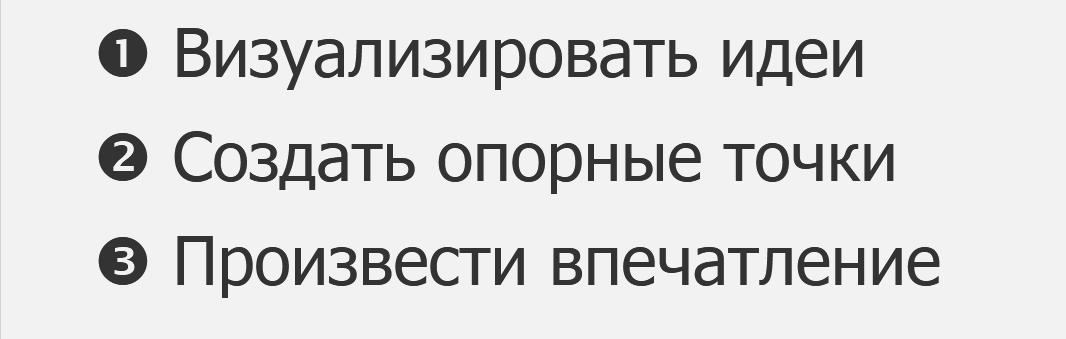 ❶ Визуализировать идеи
❷ Создать опорные точки
❸ Произвести впечатление